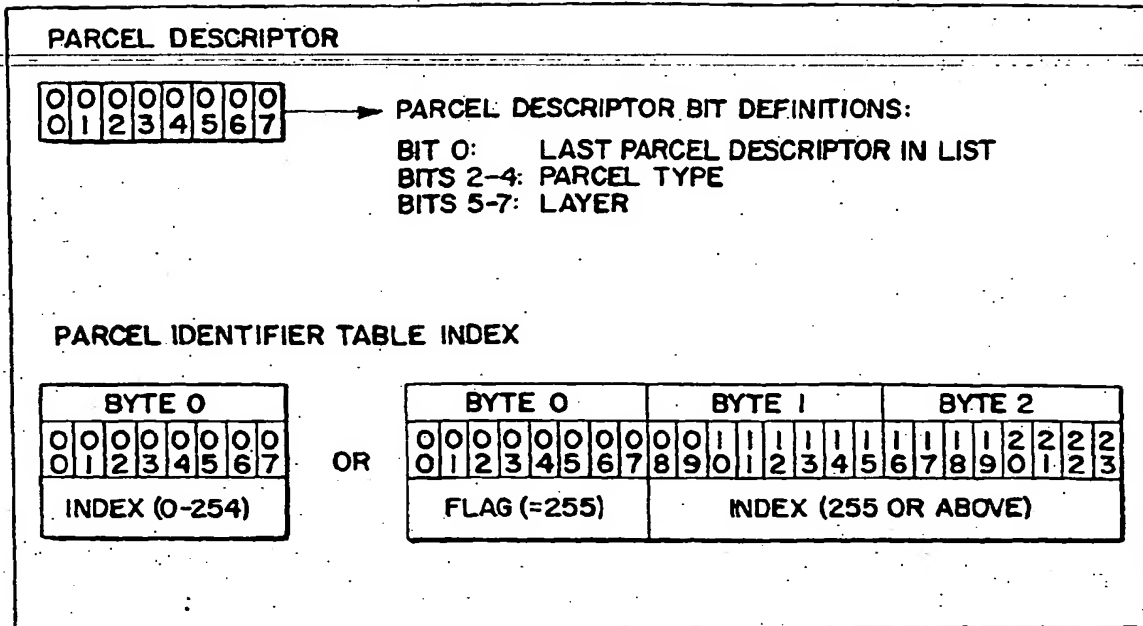 PARCEL DESCRIPTOR
0 0 0 0 0 0 0 0
0 1 2 3 4 5 6 7
PARCEL DESCRIPTOR BIT DEFINITIONS:
BIT 0: LAST PARCEL DESCRIPTOR IN LIST
BITS 2-4: PARCEL TYPE
BITS 5-7: LAYER
PARCEL IDENTIFIER TABLE INDEX
BYTE 0
0 0 0 0 0 0 0 0
0 1 2 3 4 5 6 7
INDEX (0-254)
OR
BYTE 0 BYTE 1 BYTE 2
0 0 0 0 0 0 0 0 0 0 1 1 1 1 1 1 1 1 1 1 2 2 2 2
0 1 2 3 4 5 6 7 8 9 0 1 2 3 4 5 6 7 8 9 0 1 2 3
FLAG (=255) INDEX (255 OR ABOVE)